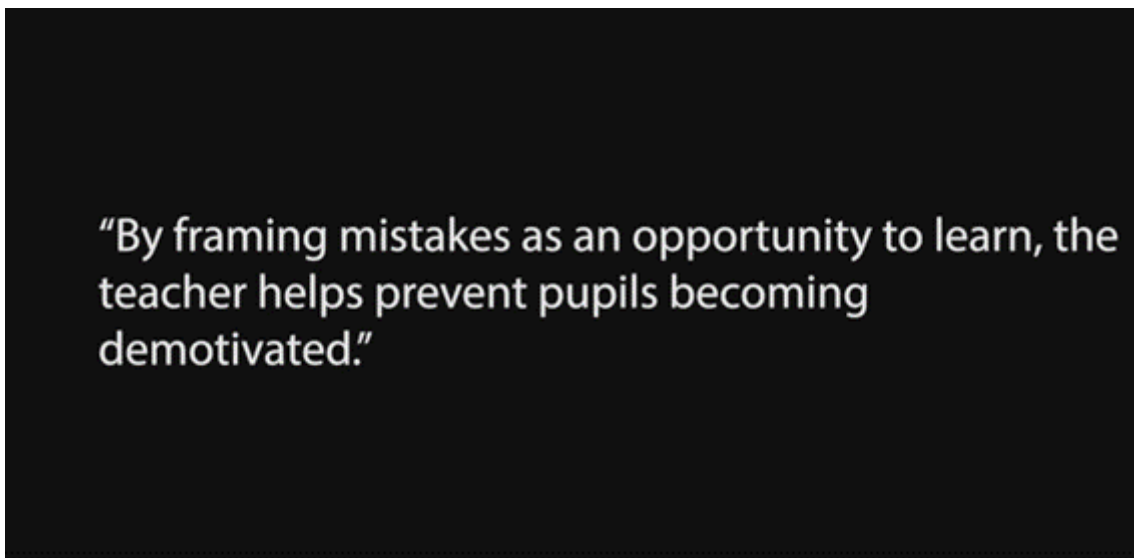 “By framing mistakes as an opportunity to learn, the
teacher helps prevent pupils becoming
demotivated.”